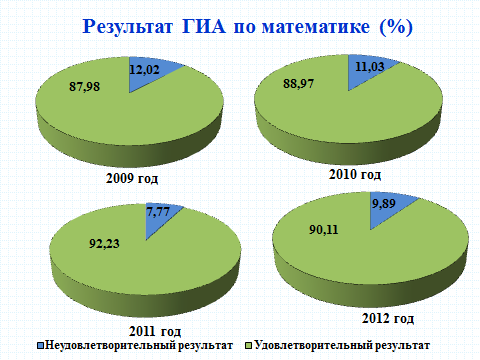 Результат ГИА по математике (%)
12,02
87,98
2009 год
11,03
88,97
2010 год
7,77
92,23
2011 год
9,89
90,11
2012 год
Неудовлетворительный результат Удовлетворительный результат